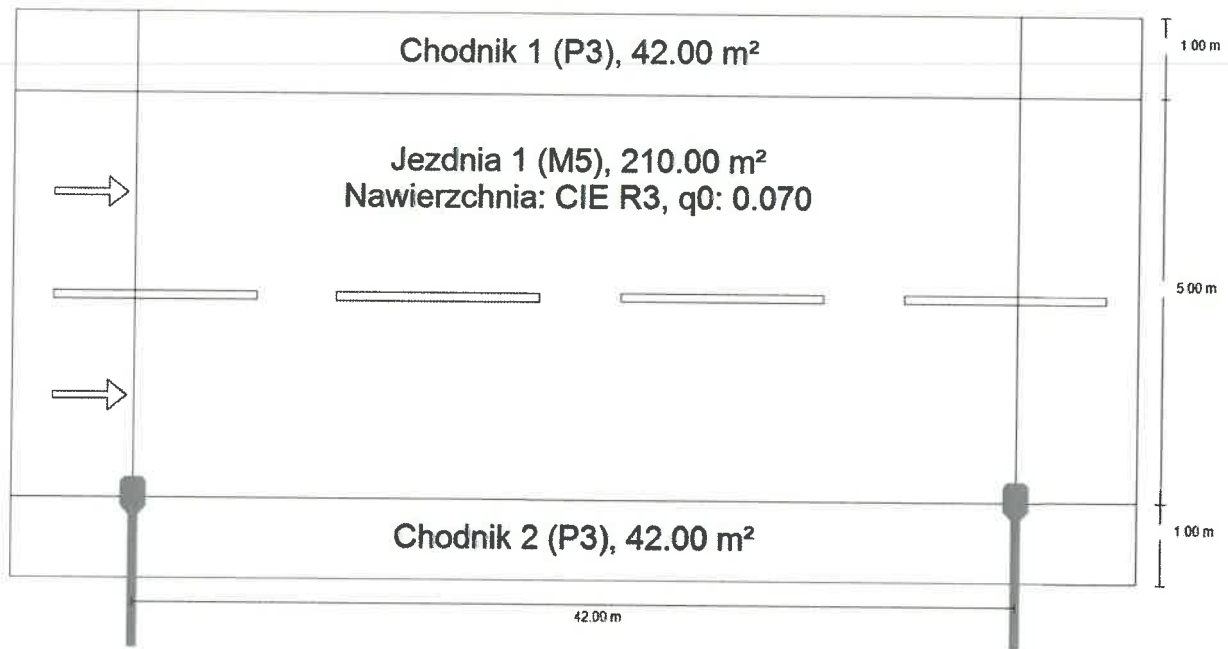 Chodnik 1 (P3), 42.00 m²
1.00 m
Jezdnia 1 (M5), 210.00 m²
Nawierzchnia: CIE R3, q0: 0.070
5.00 m
Chodnik 2 (P3), 42.00 m²
1.00 m
42.00 m